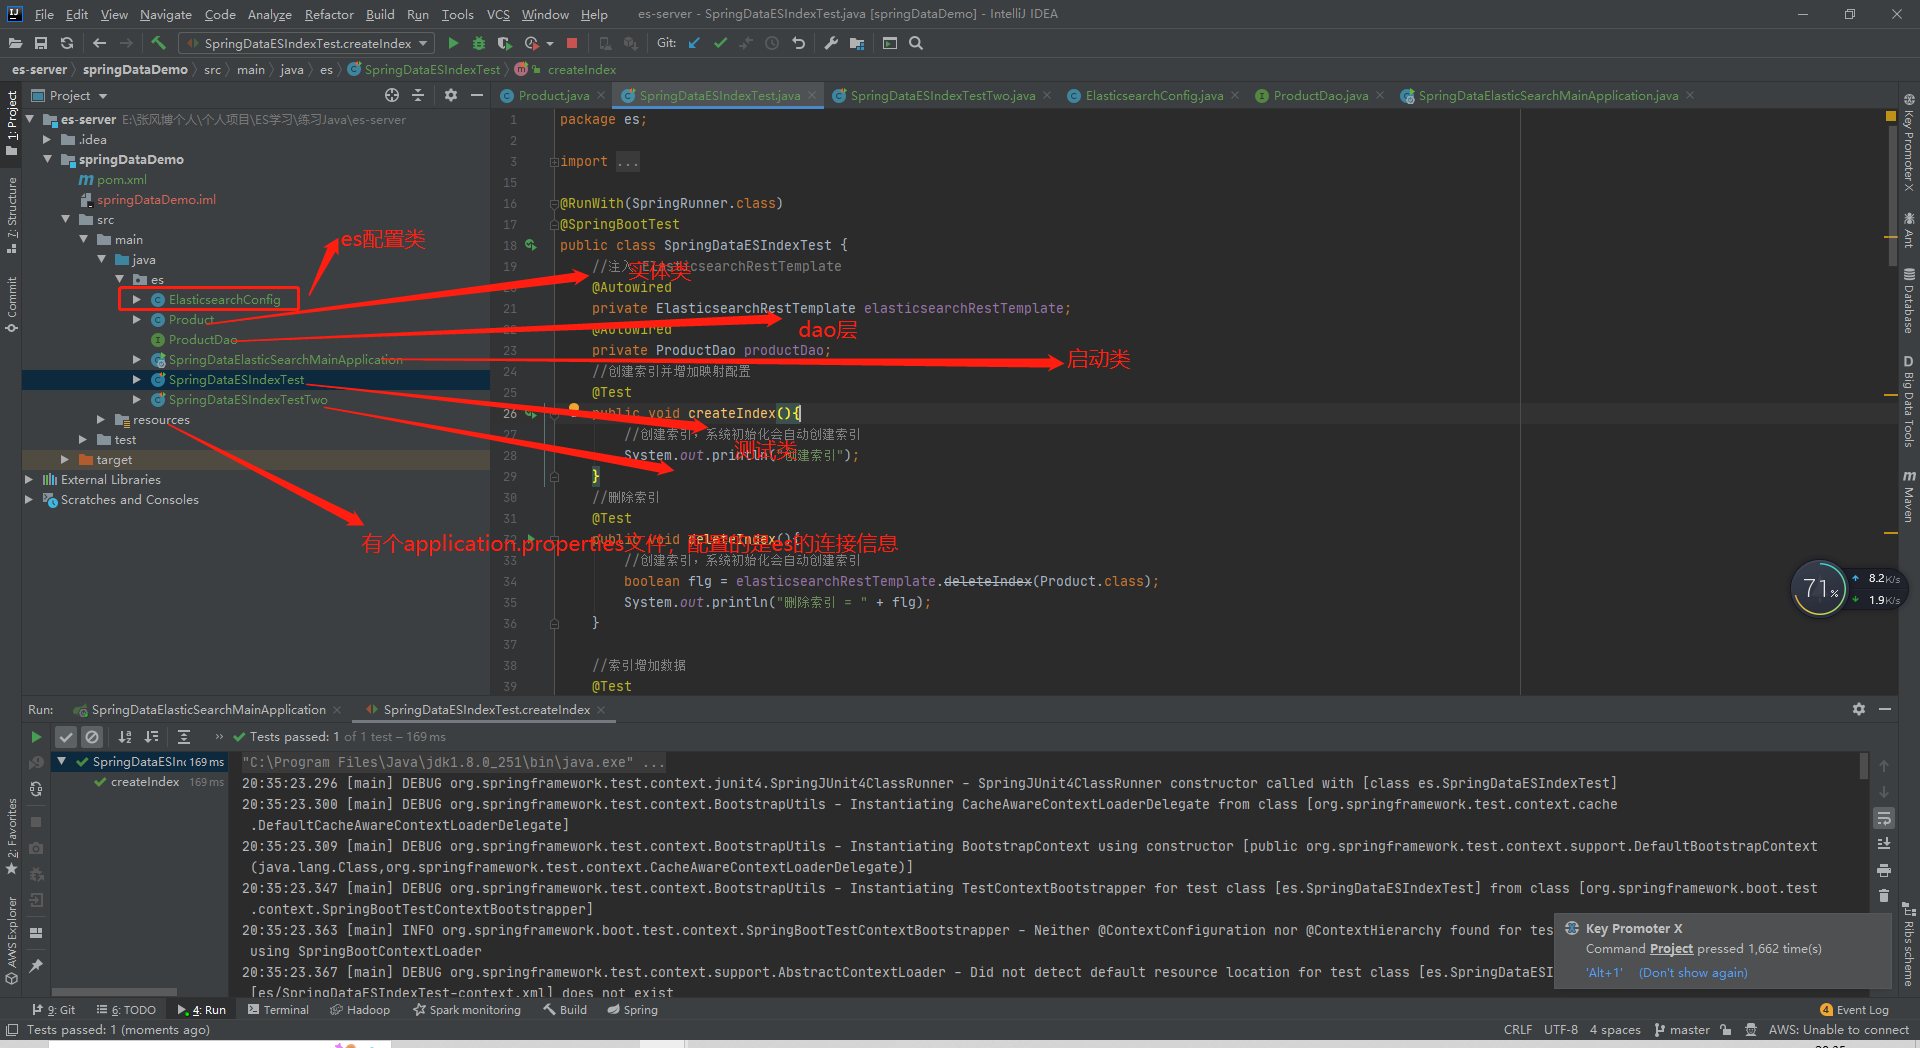 File Edit View Navigate Code Analyze Refactor Build Run Tools VCS Window Help es-server - SpringDataESIndexTest.java [springDataDemo] - IntelliJ IDEA
SpringDataESIndexTest.createIndex Git:
es-server springDataDemo src main java es SpringDataESIndexTest createIndex
Project
Product.java SpringDataESIndexTest.java SpringDataESIndexTestTwo.java ElasticsearchConfig.java ProductDao.java SpringDataElasticSearchMainApplication.java
es-server E:\张风博个人\个人项目\ES学习\练习Java\es-server
.idea
springDataDemo
pom.xml
springDataDemo.iml
src
main
java
es
ElasticsearchConfig
Product
ProductDao
SpringDataElasticSearchMainApplication
SpringDataESIndexTest
SpringDataESIndexTestTwo
resources
test
target
External Libraries
Scratches and Consoles
es配置类
实体类
dao层
启动类
测试类
有个application.properties文件，配置的是es的连接信息
1 package es;
2
3 import ...
15
16 @RunWith(SpringRunner.class)
17 @SpringBootTest
18 public class SpringDataESIndexTest {
19 //注入 ElasticsearchRestTemplate
20 @Autowired
21 private ElasticsearchRestTemplate elasticsearchRestTemplate;
22 @Autowired
23 private ProductDao productDao;
24 //创建索引并增加映射配置
25 @Test
26 public void createIndex(){
27 //创建索引，系统初始化会自动创建索引
28 System.out.println("创建索引");
29 }
30 //删除索引
31 @Test
32 public void deleteIndex(){
33 //创建索引，系统初始化会自动创建索引
34 boolean flg = elasticsearchRestTemplate.deleteIndex(Product.class);
35 System.out.println("删除索引 = " + flg);
36 }
37
38 //索引增加数据
39 @Test
1: Project
7: Structure
Commit
2: Favorites
AWS Explorer
Key Promoter X
Ant
Database
Big Data Tools
Maven
Ribs scheme
71%
8.2K/s
1.9K/s
Run: SpringDataElasticSearchMainApplication SpringDataESIndexTest.createIndex
Tests passed: 1 of 1 test – 169 ms
SpringDataESInd 169 ms
createIndex 169 ms
"C:\Program Files\Java\jdk1.8.0_251\bin\java.exe" ...
20:35:23.296 [main] DEBUG org.springframework.test.context.junit4.SpringJUnit4ClassRunner - SpringJUnit4ClassRunner constructor called with [class es.SpringDataESIndexTest]
20:35:23.300 [main] DEBUG org.springframework.test.context.BootstrapUtils - Instantiating CacheAwareContextLoaderDelegate from class [org.springframework.test.context.cache
.DefaultCacheAwareContextLoaderDelegate]
20:35:23.309 [main] DEBUG org.springframework.test.context.BootstrapUtils - Instantiating BootstrapContext using constructor [public org.springframework.test.context.support.DefaultBootstrapContext
(java.lang.Class,org.springframework.test.context.CacheAwareContextLoaderDelegate)]
20:35:23.347 [main] DEBUG org.springframework.test.context.BootstrapUtils - Instantiating TestContextBootstrapper for test class [es.SpringDataESIndexTest] from class [org.springframework.boot.test
.context.SpringBootTestContextBootstrapper]
20:35:23.363 [main] INFO org.springframework.boot.test.context.SpringBootTestContextBootstrapper - Neither @ContextConfiguration nor @ContextHierarchy found for tes
using SpringBootContextLoader
20:35:23.367 [main] DEBUG org.springframework.test.context.support.AbstractContextLoader - Did not detect default resource location for test class [es.SpringDataESI
[es/SpringDataESIndexTest-context.xml] does not exist
Key Promoter X
Command Project pressed 1,662 time(s)
'Alt+1' (Don't show again)
9: Git 6: TODO 4: Run Terminal Hadoop Spark monitoring Build Spring 4 Event Log
Tests passed: 1 (moments ago) CRLF UTF-8 4 spaces master AWS: Unable to connect